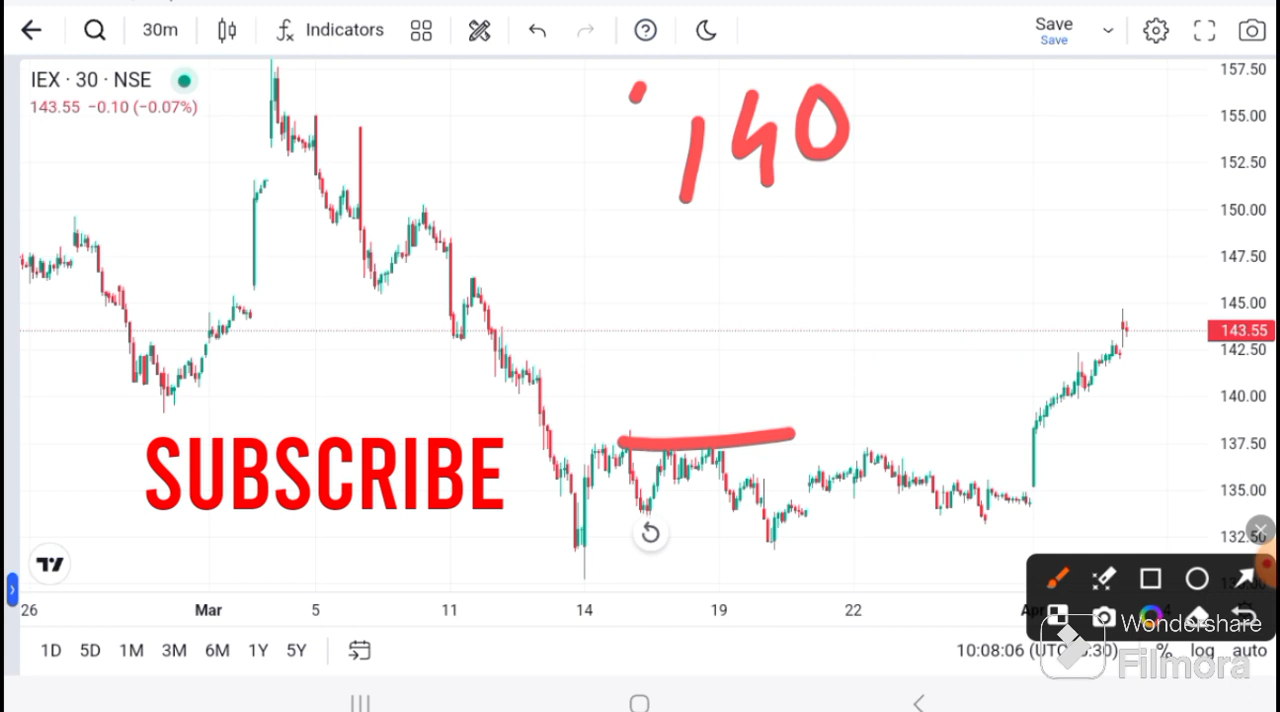 30m Indicators Save
Save
IEX · 30 · NSE
143.55 −0.10 (−0.07%)
140
157.50
155.00
152.50
150.00
147.50
145.00
143.55
142.50
140.00
137.50
135.00
132.50
SUBSCRIBE
26 Mar 5 11 14 19 22 Apr 4
1D 5D 1M 3M 6M 1Y 5Y
10:08:06 % log auto
Wondershare
Filmora